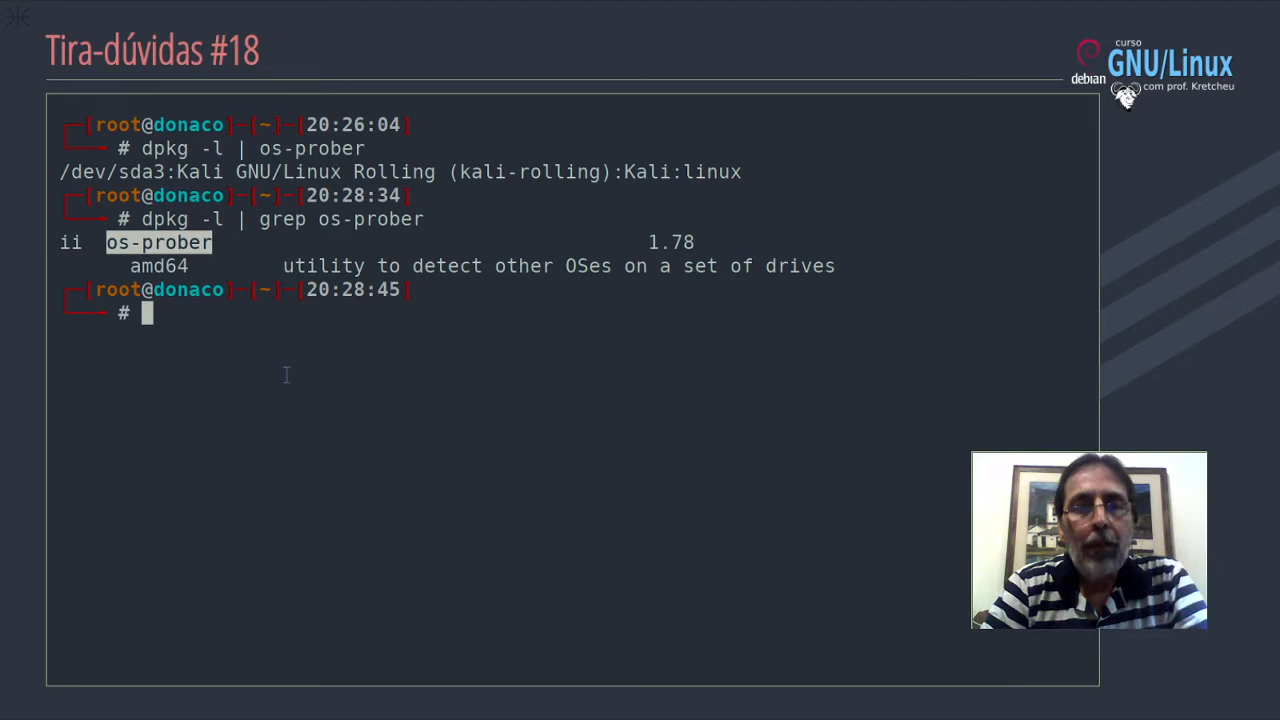 Tira-dúvidas #18
curso
GNU/Linux
debian
com prof. Kretcheu
[root@donaco]-[~]-[20:26:04]
# dpkg -l | os-prober
/dev/sda3:Kali GNU/Linux Rolling (kali-rolling):Kali:linux
[root@donaco]-[~]-[20:28:34]
# dpkg -l | grep os-prober
ii os-prober 1.78
amd64 utility to detect other OSes on a set of drives
[root@donaco]-[~]-[20:28:45]
#